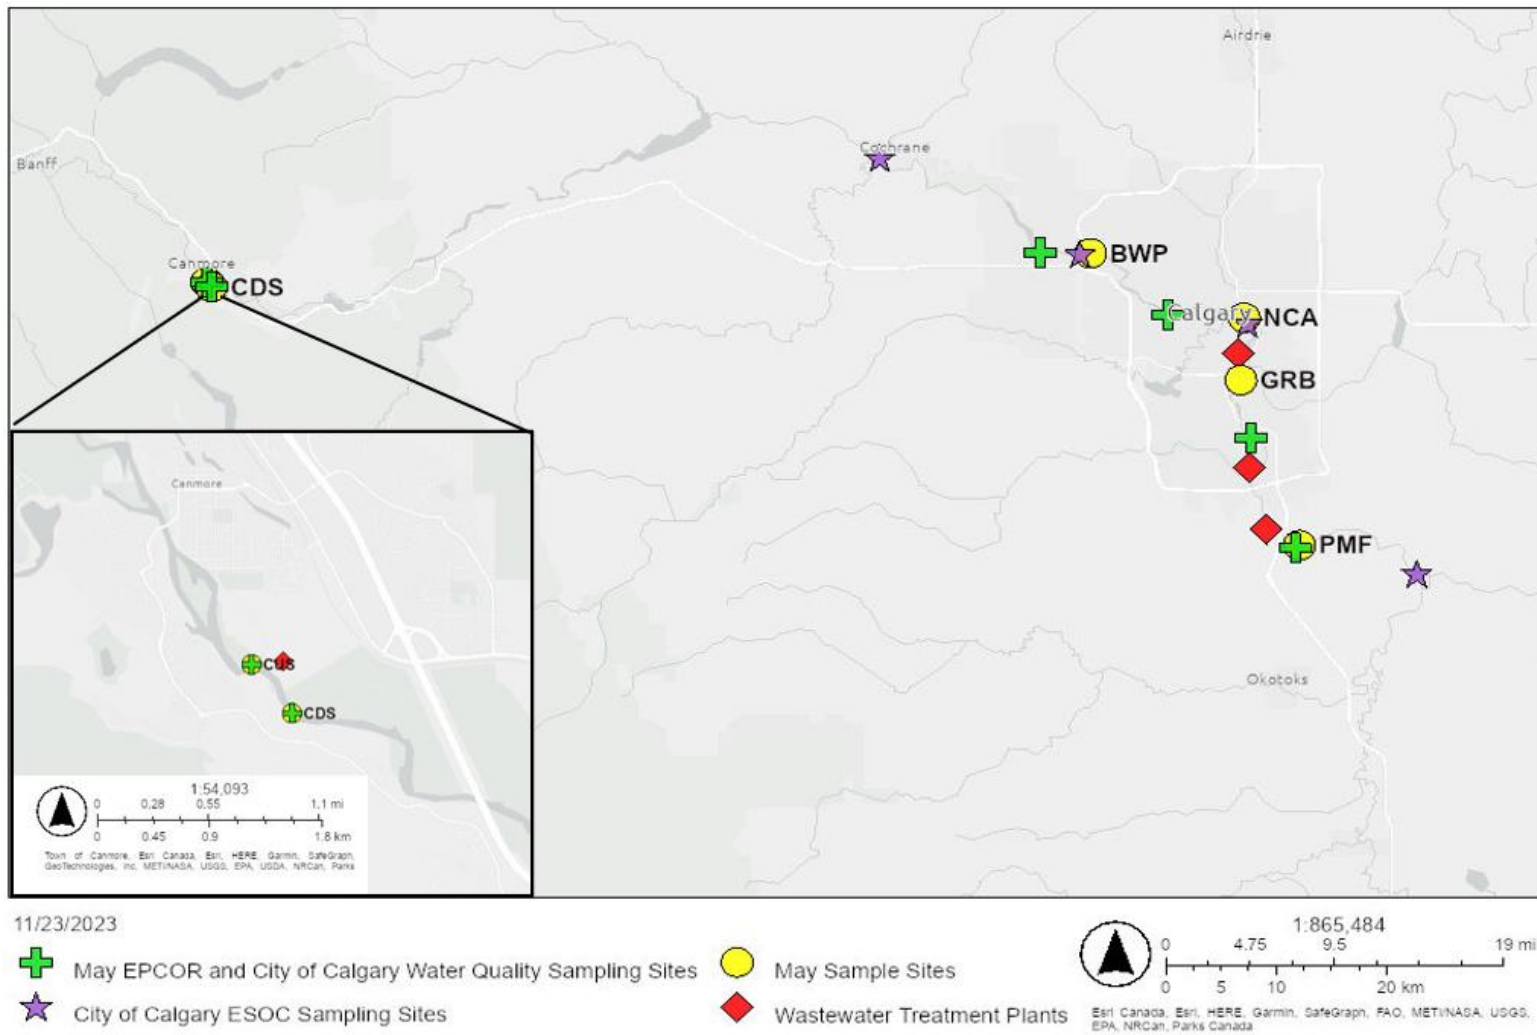 Airdrie
Banff
Cochrane
Canmore
CDS
BWP
Calgary
NCA
GRB
PMF
Okotoks
Canmore
CUS
CDS
1:54,093
0 0.28 0.55 1.1 mi
0 0.45 0.9 1.8 km
Town of Canmore, Esri Canada, Esri, HERE, Garmin, SafeGraph,
GeoTechnologies, Inc, METI/NASA, USGS, EPA, USDA, NRCan, Parks
11/23/2023
1:865,484
0 4.75 9.5 19 mi
0 5 10 20 km
May EPCOR and City of Calgary Water Quality Sampling Sites
May Sample Sites
City of Calgary ESOC Sampling Sites
Wastewater Treatment Plants
Esri Canada, Esri, HERE, Garmin, SafeGraph, FAO, METI/NASA, USGS,
EPA, NRCan, Parks Canada